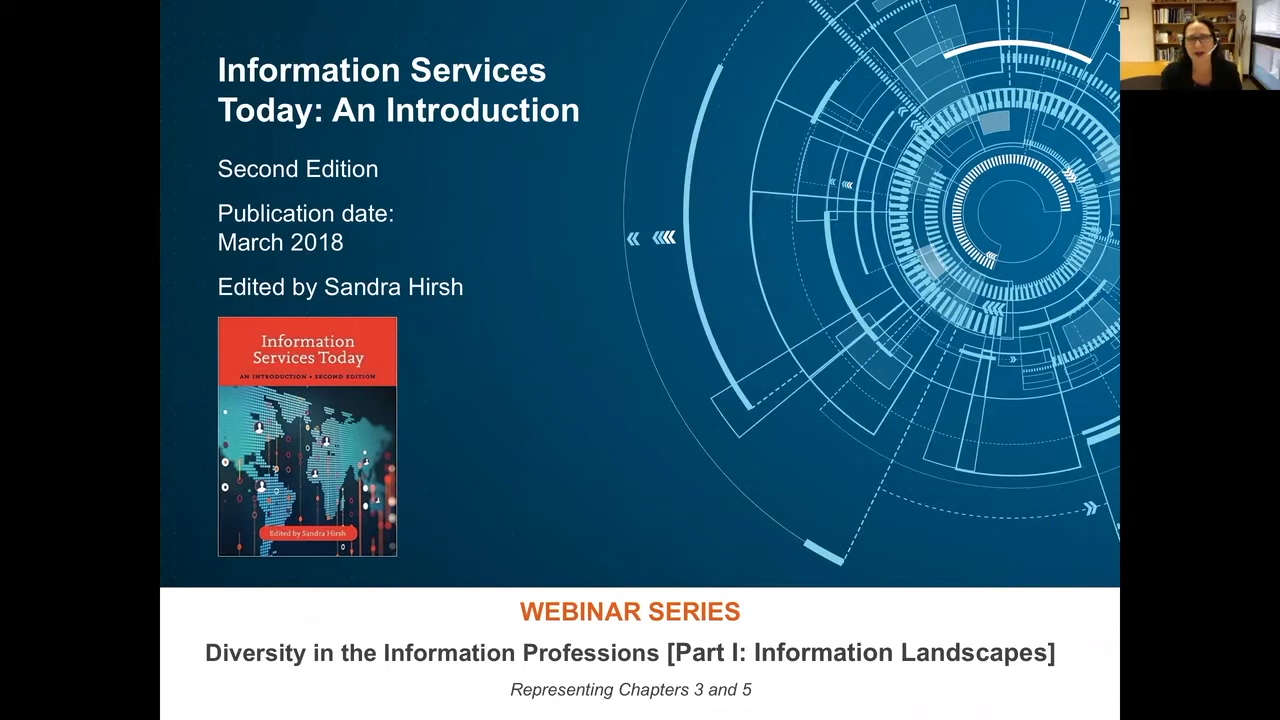 Information Services
Today: An Introduction
Second Edition
Publication date:
March 2018
Edited by Sandra Hirsh
Information
Services Today
AN INTRODUCTION • SECOND EDITION
Edited by Sandra Hirsh
WEBINAR SERIES
Diversity in the Information Professions [Part I: Information Landscapes]
Representing Chapters 3 and 5